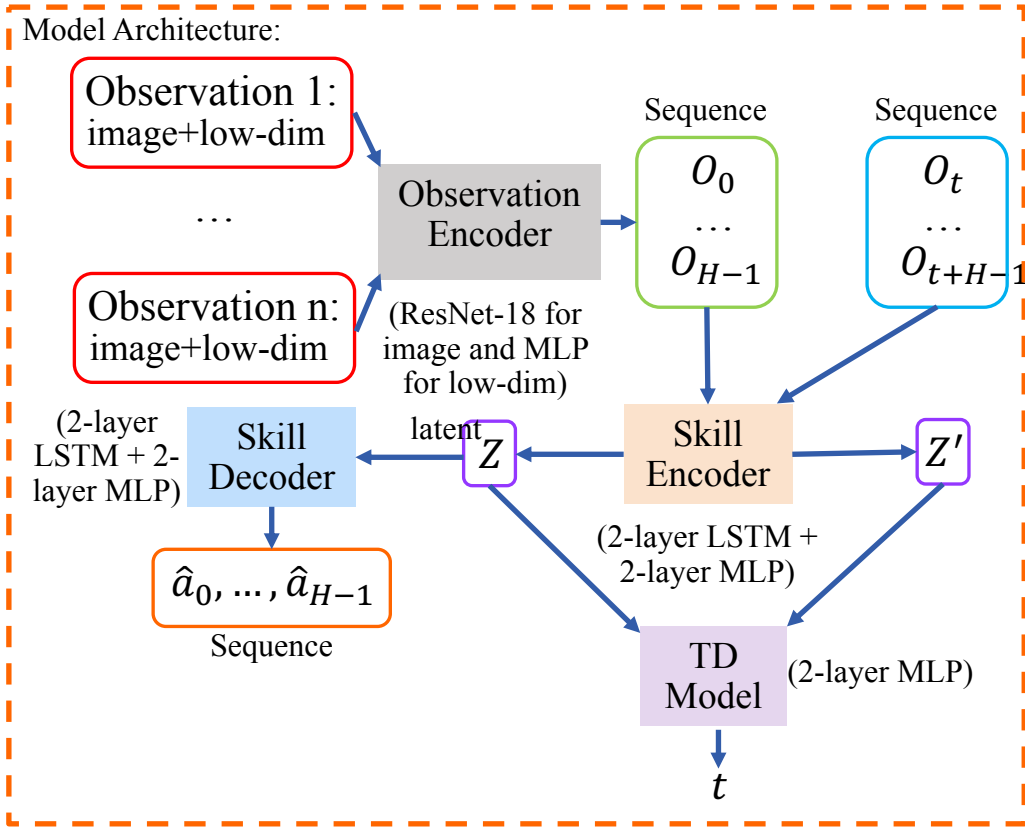 Model Architecture:
Observation 1:
image+low-dim
…
Observation n:
image+low-dim
Observation
Encoder
(ResNet-18 for
image and MLP
for low-dim)
Sequence
O_0
…
O_{H−1}
Sequence
O_t
…
O_{t+H−1}
(2-layer
LSTM + 2-
layer MLP)
Skill
Decoder
latent
Z
Skill
Encoder
Z′
(2-layer LSTM +
2-layer MLP)
â_0, …, â_{H−1}
Sequence
TD
Model
(2-layer MLP)
t